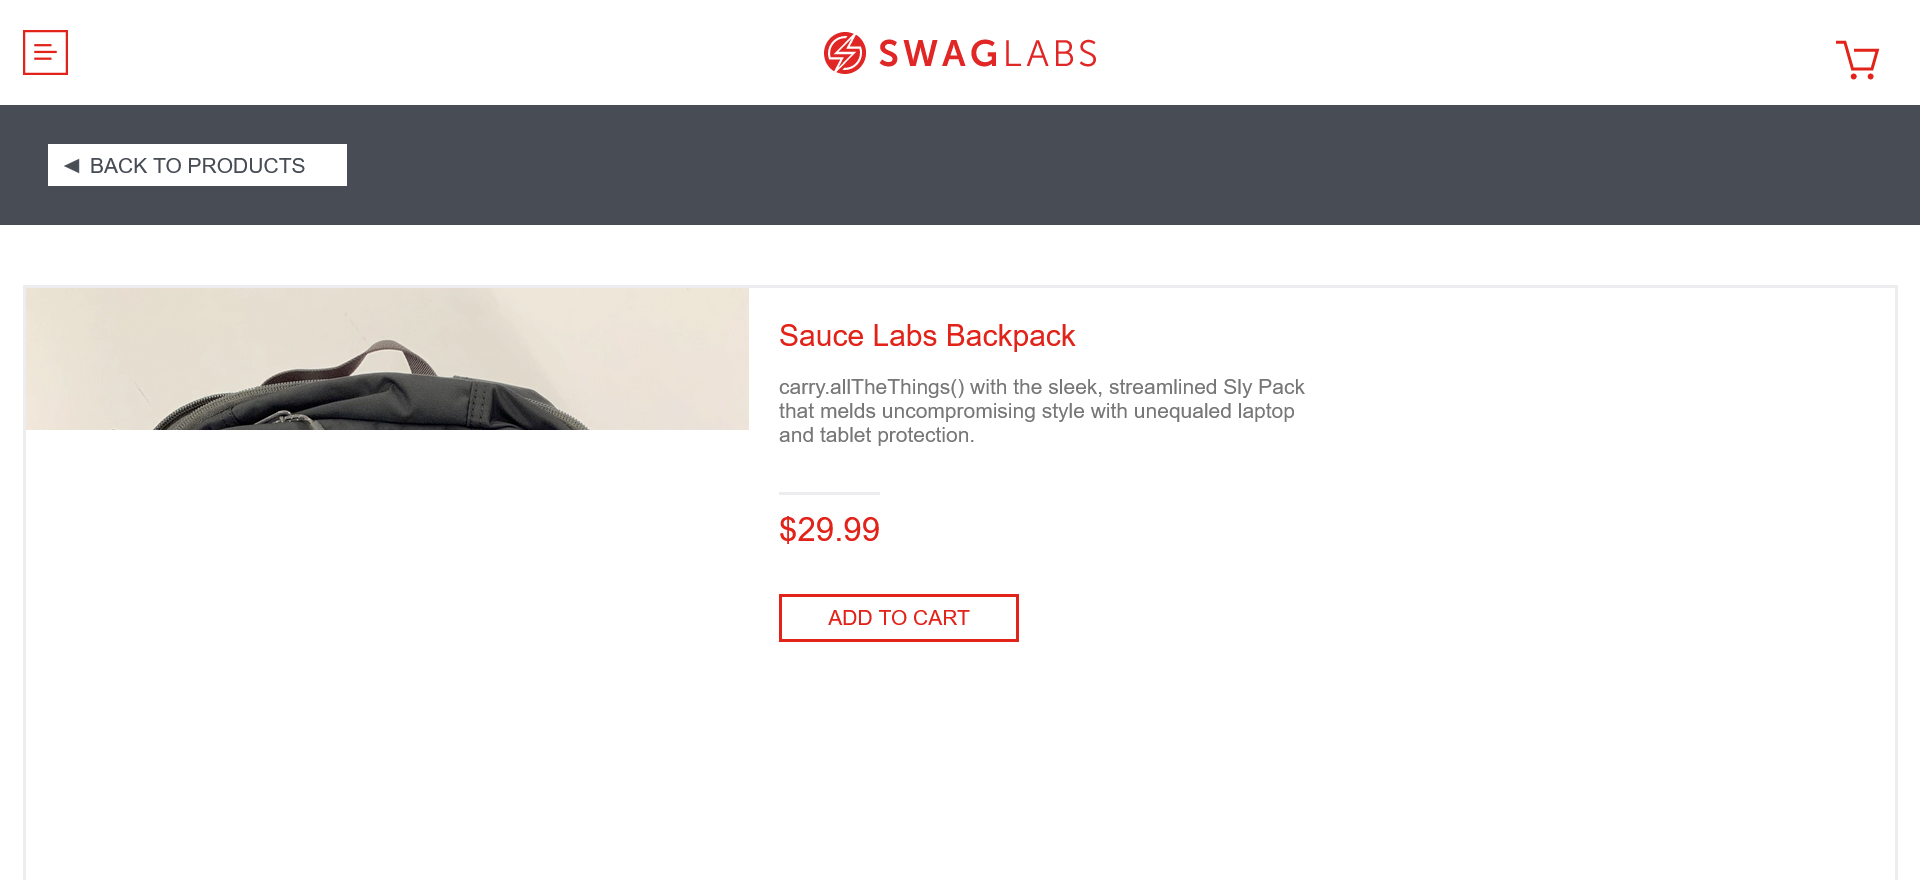 SWAGLABS
BACK TO PRODUCTS
Sauce Labs Backpack
carry.allTheThings() with the sleek, streamlined Sly Pack
that melds uncompromising style with unequaled laptop
and tablet protection.
$29.99
ADD TO CART